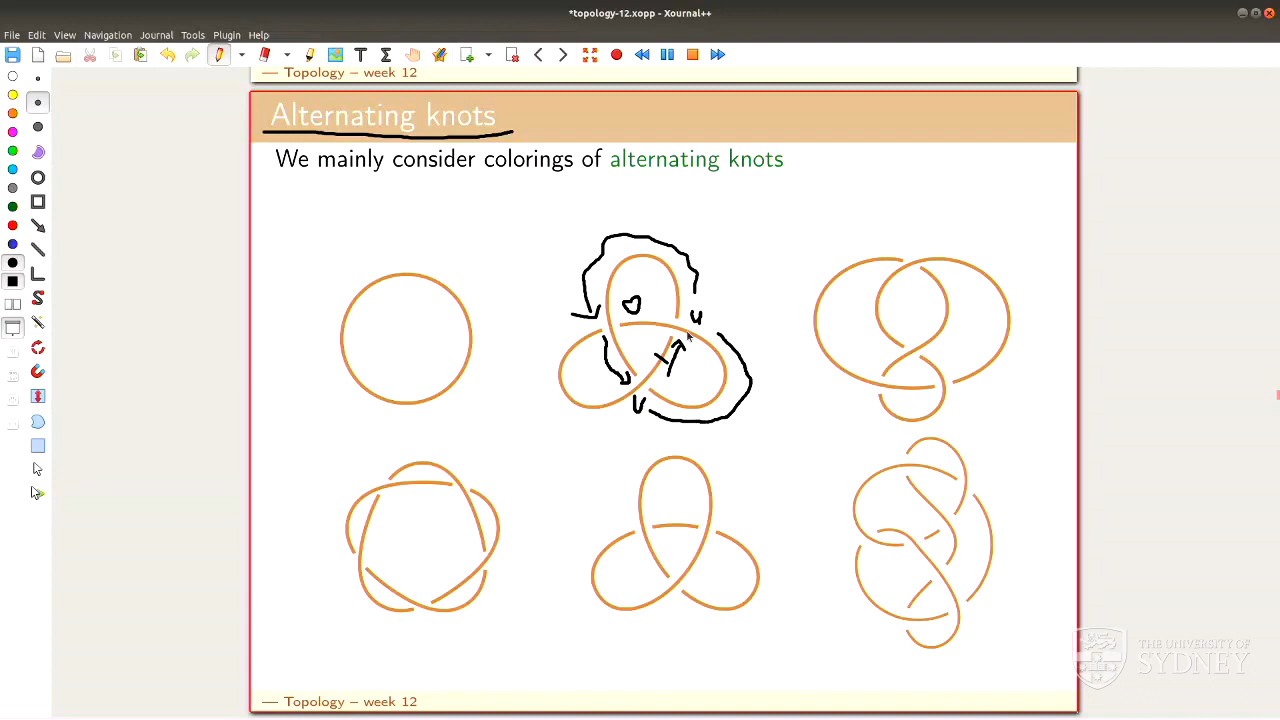 *topology-12.xopp - Xournal++
File Edit View Navigation Journal Tools Plugin Help
— Topology – week 12
Alternating knots
We mainly consider colorings of alternating knots
u
v
THE UNIVERSITY OF
SYDNEY
— Topology – week 12